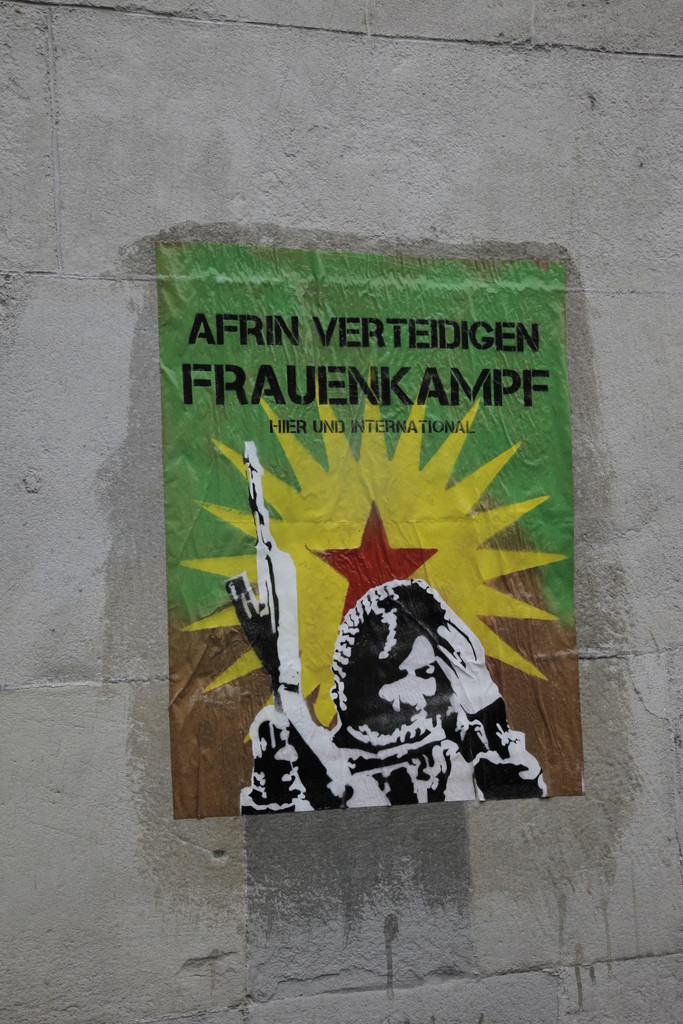 AFRIN VERTEIDIGEN
FRAUENKAMPF
HIER UND INTERNATIONAL